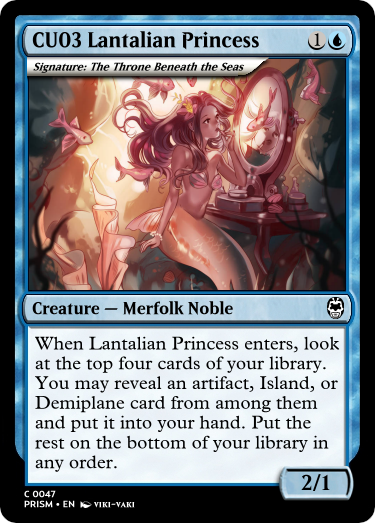 CU03 Lantalian Princess 1
Signature: The Throne Beneath the Seas
Creature — Merfolk Noble
When Lantalian Princess enters, look
at the top four cards of your library.
You may reveal an artifact, Island, or
Demiplane card from among them
and put it into your hand. Put the
rest on the bottom of your library in
any order.
2/1
C 0047
PRISM • EN VIKI-VAKI